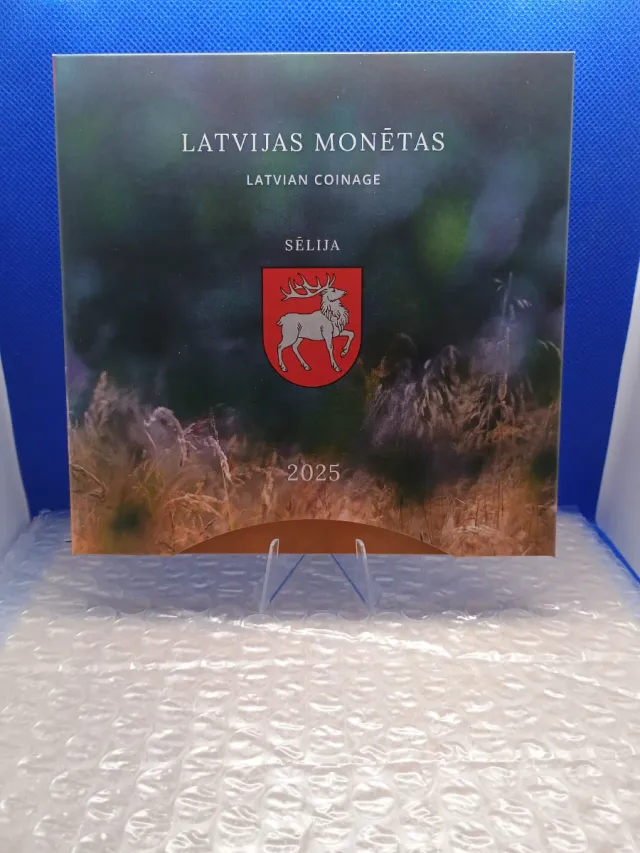 LATVIJAS MONĒTAS
LATVIAN COINAGE
SĒLIJA
2025